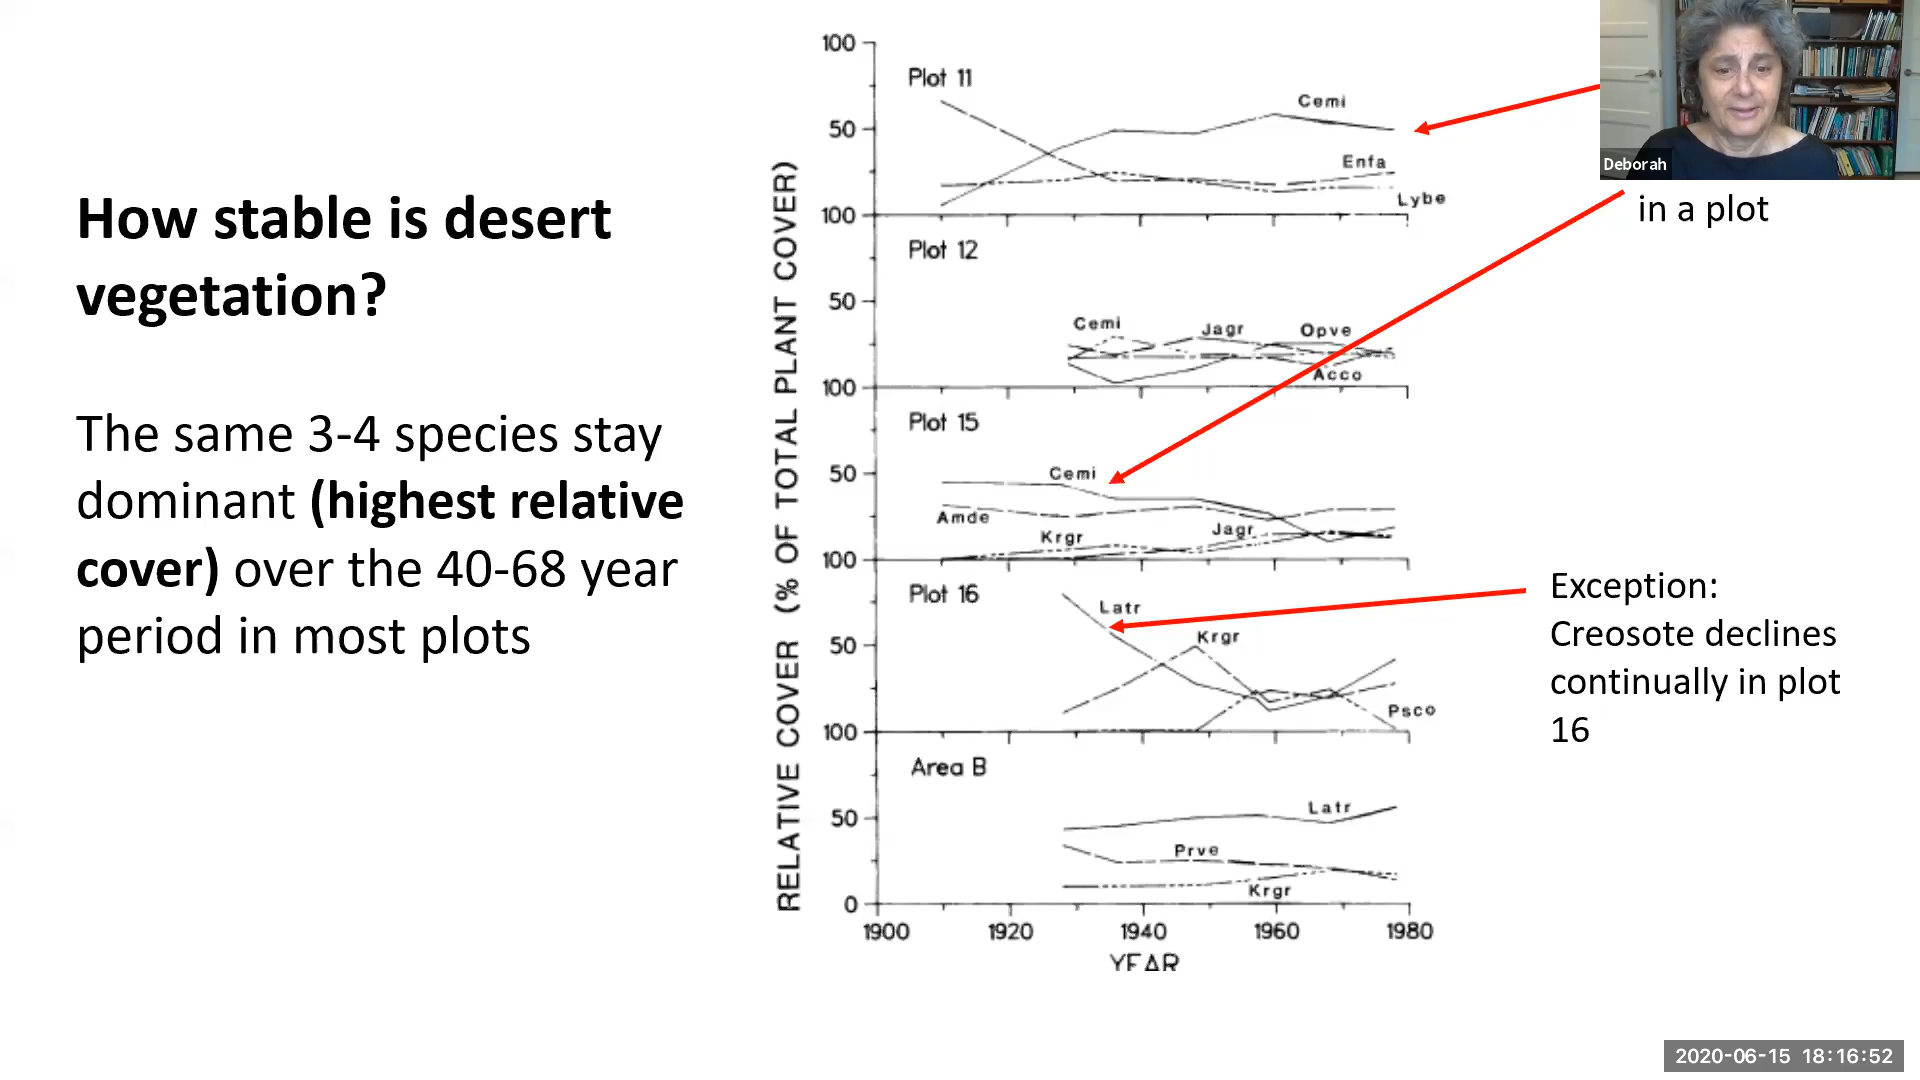 How stable is desert
vegetation?
The same 3-4 species stay
dominant (highest relative
cover) over the 40-68 year
period in most plots
RELATIVE COVER (% OF TOTAL PLANT COVER)
100
Plot 11
Cemi
50
Enfa
Lybe
100
Plot 12
50
Cemi
Jagr
Opve
Acco
100
Plot 15
50
Cemi
Amde
Krgr
Jagr
100
Plot 16
Latr
Krgr
50
Psco
100
Area B
50
Latr
Prve
Krgr
0
1900 1920 1940 1960 1980
YEAR
Deborah
in a plot
Exception:
Creosote declines
continually in plot
16
2020-06-15 18:16:52